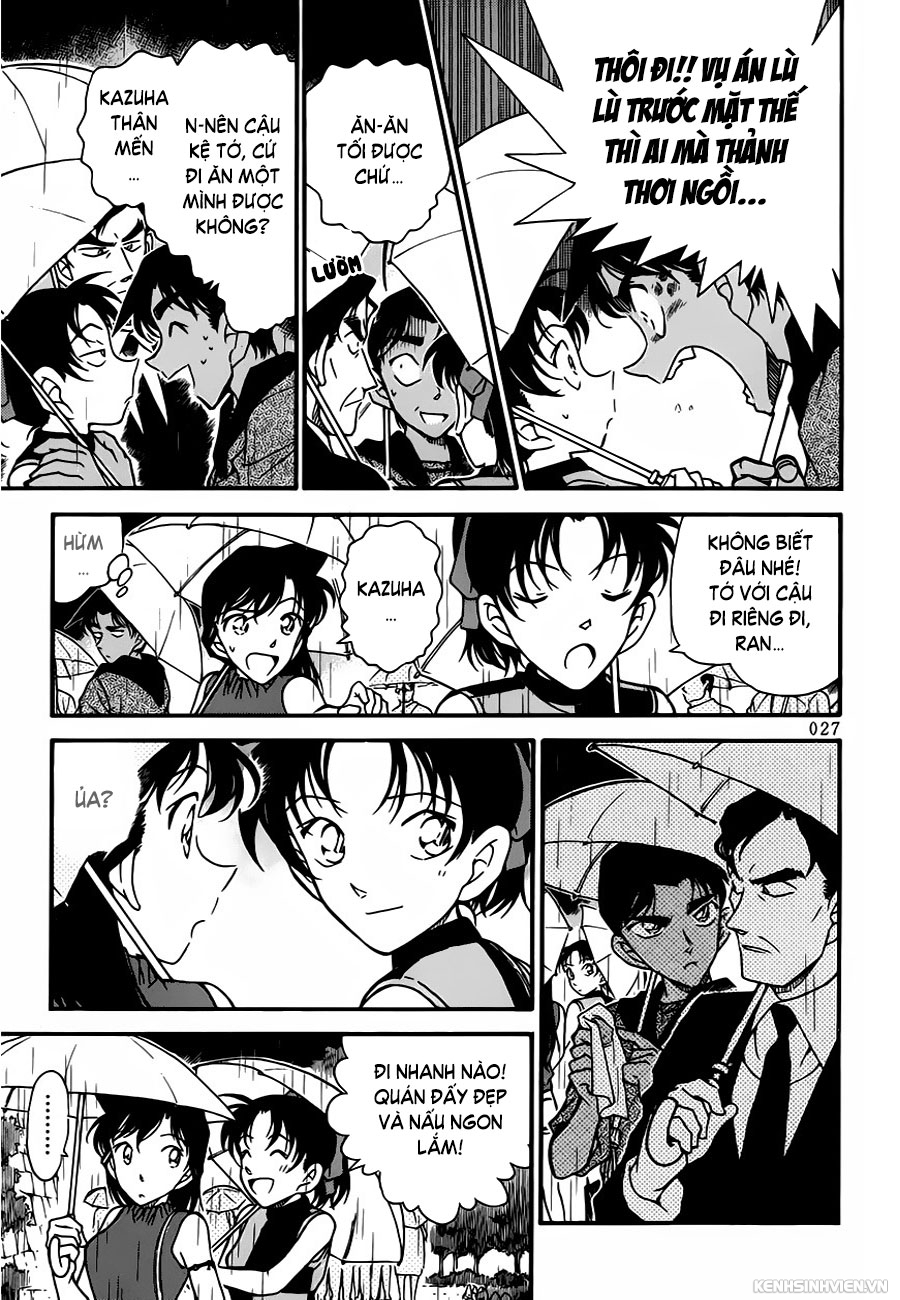 THÔI ĐI!! VỤ ÁN LÙ
LÙ TRƯỚC MẶT THẾ
THÌ AI MÀ THẢNH
THƠI NGỒI...
ĂN-ĂN
TỐI ĐƯỢC
CHỨ...
LƯỜM
N-NÊN CẬU
KỆ TỚ, CỨ
ĐI ĂN MỘT
MÌNH ĐƯỢC
KHÔNG?
KAZUHA
THÂN
MẾN
...
KHÔNG BIẾT
ĐÂU NHÉ!
TỚ VỚI CẬU
ĐI RIÊNG ĐI,
RAN...
KAZUHA
...
HỪM
...
027
ỦA?
ĐI NHANH NÀO!
QUÁN ĐẤY ĐẸP
VÀ NẤU NGON
LẮM!
.........
KENHSINHVIEN.VN